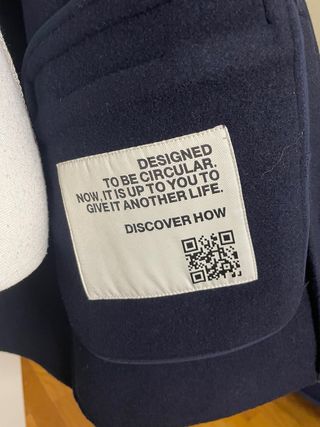 DESIGNED
TO BE CIRCULAR.
NOW, IT IS UP TO YOU TO
GIVE IT ANOTHER LIFE.
DISCOVER HOW